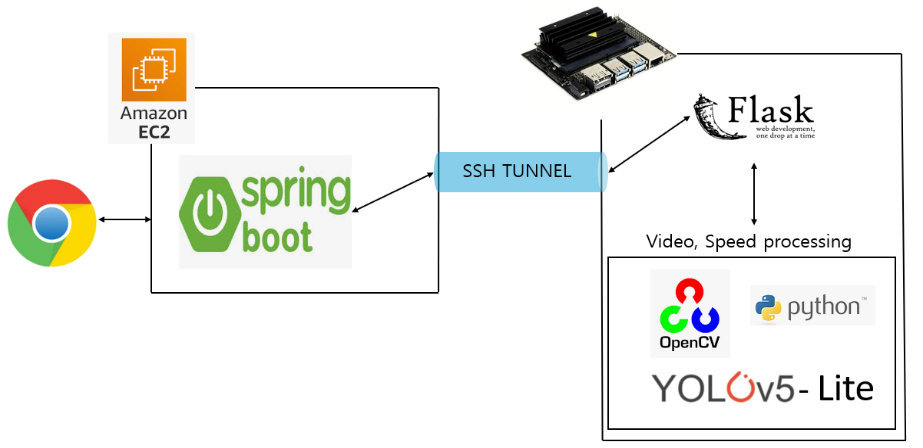 Amazon
EC2
spring
boot
SSH TUNNEL
Flask
web development,
one drop at a time
Video, Speed processing
OpenCV
python™
YOLOv5 - Lite